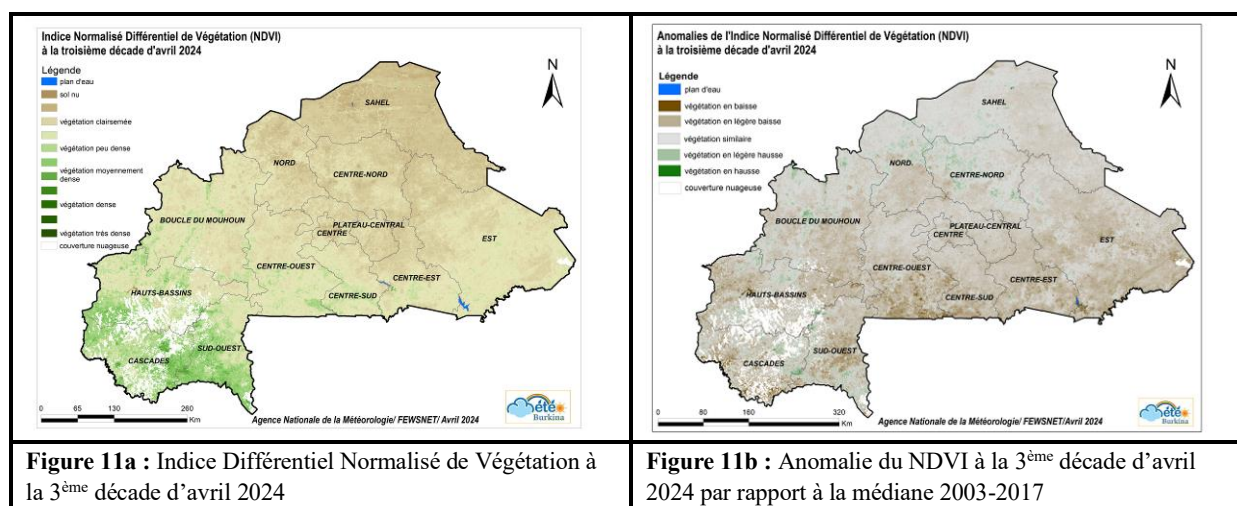 Indice Normalisé Différentiel de Végétation (NDVI)
à la troisième décade d'avril 2024
Légende
plan d'eau
sol nu
végétation clairsemée
végétation peu dense
végétation moyennement
dense
végétation dense
végétation très dense
couverture nuageuse
N
SAHEL
NORD
CENTRE-NORD
BOUCLE DU MOUHOUN
PLATEAU-CENTRAL
CENTRE
EST
CENTRE-OUEST
CENTRE-EST
HAUTS-BASSINS
CENTRE-SUD
SUD-OUEST
CASCADES
0 65 130 260
Km
Agence Nationale de la Météorologie/ FEWSNET/ Avril 2024
été
Burkina
Anomalies de l'Indice Normalisé Différentiel de Végétation (NDVI)
à la troisième décade d'avril 2024
Légende
plan d'eau
végétation en baisse
végétation en légère baisse
végétation similaire
végétation en légère hausse
végétation en hausse
couverture nuageuse
N
SAHEL
NORD
CENTRE-NORD
BOUCLE DU MOUHOUN
PLATEAU-CENTRAL
CENTRE
EST
CENTRE-OUEST
CENTRE-EST
HAUTS-BASSINS
CENTRE-SUD
SUD-OUEST
CASCADES
0 80 160 320
Km
Agence Nationale de la Météorologie/ FEWSNET/Avril 2024
été
Burkina
Figure 11a : Indice Différentiel Normalisé de Végétation à
la 3ème décade d’avril 2024
Figure 11b : Anomalie du NDVI à la 3ème décade d’avril
2024 par rapport à la médiane 2003-2017